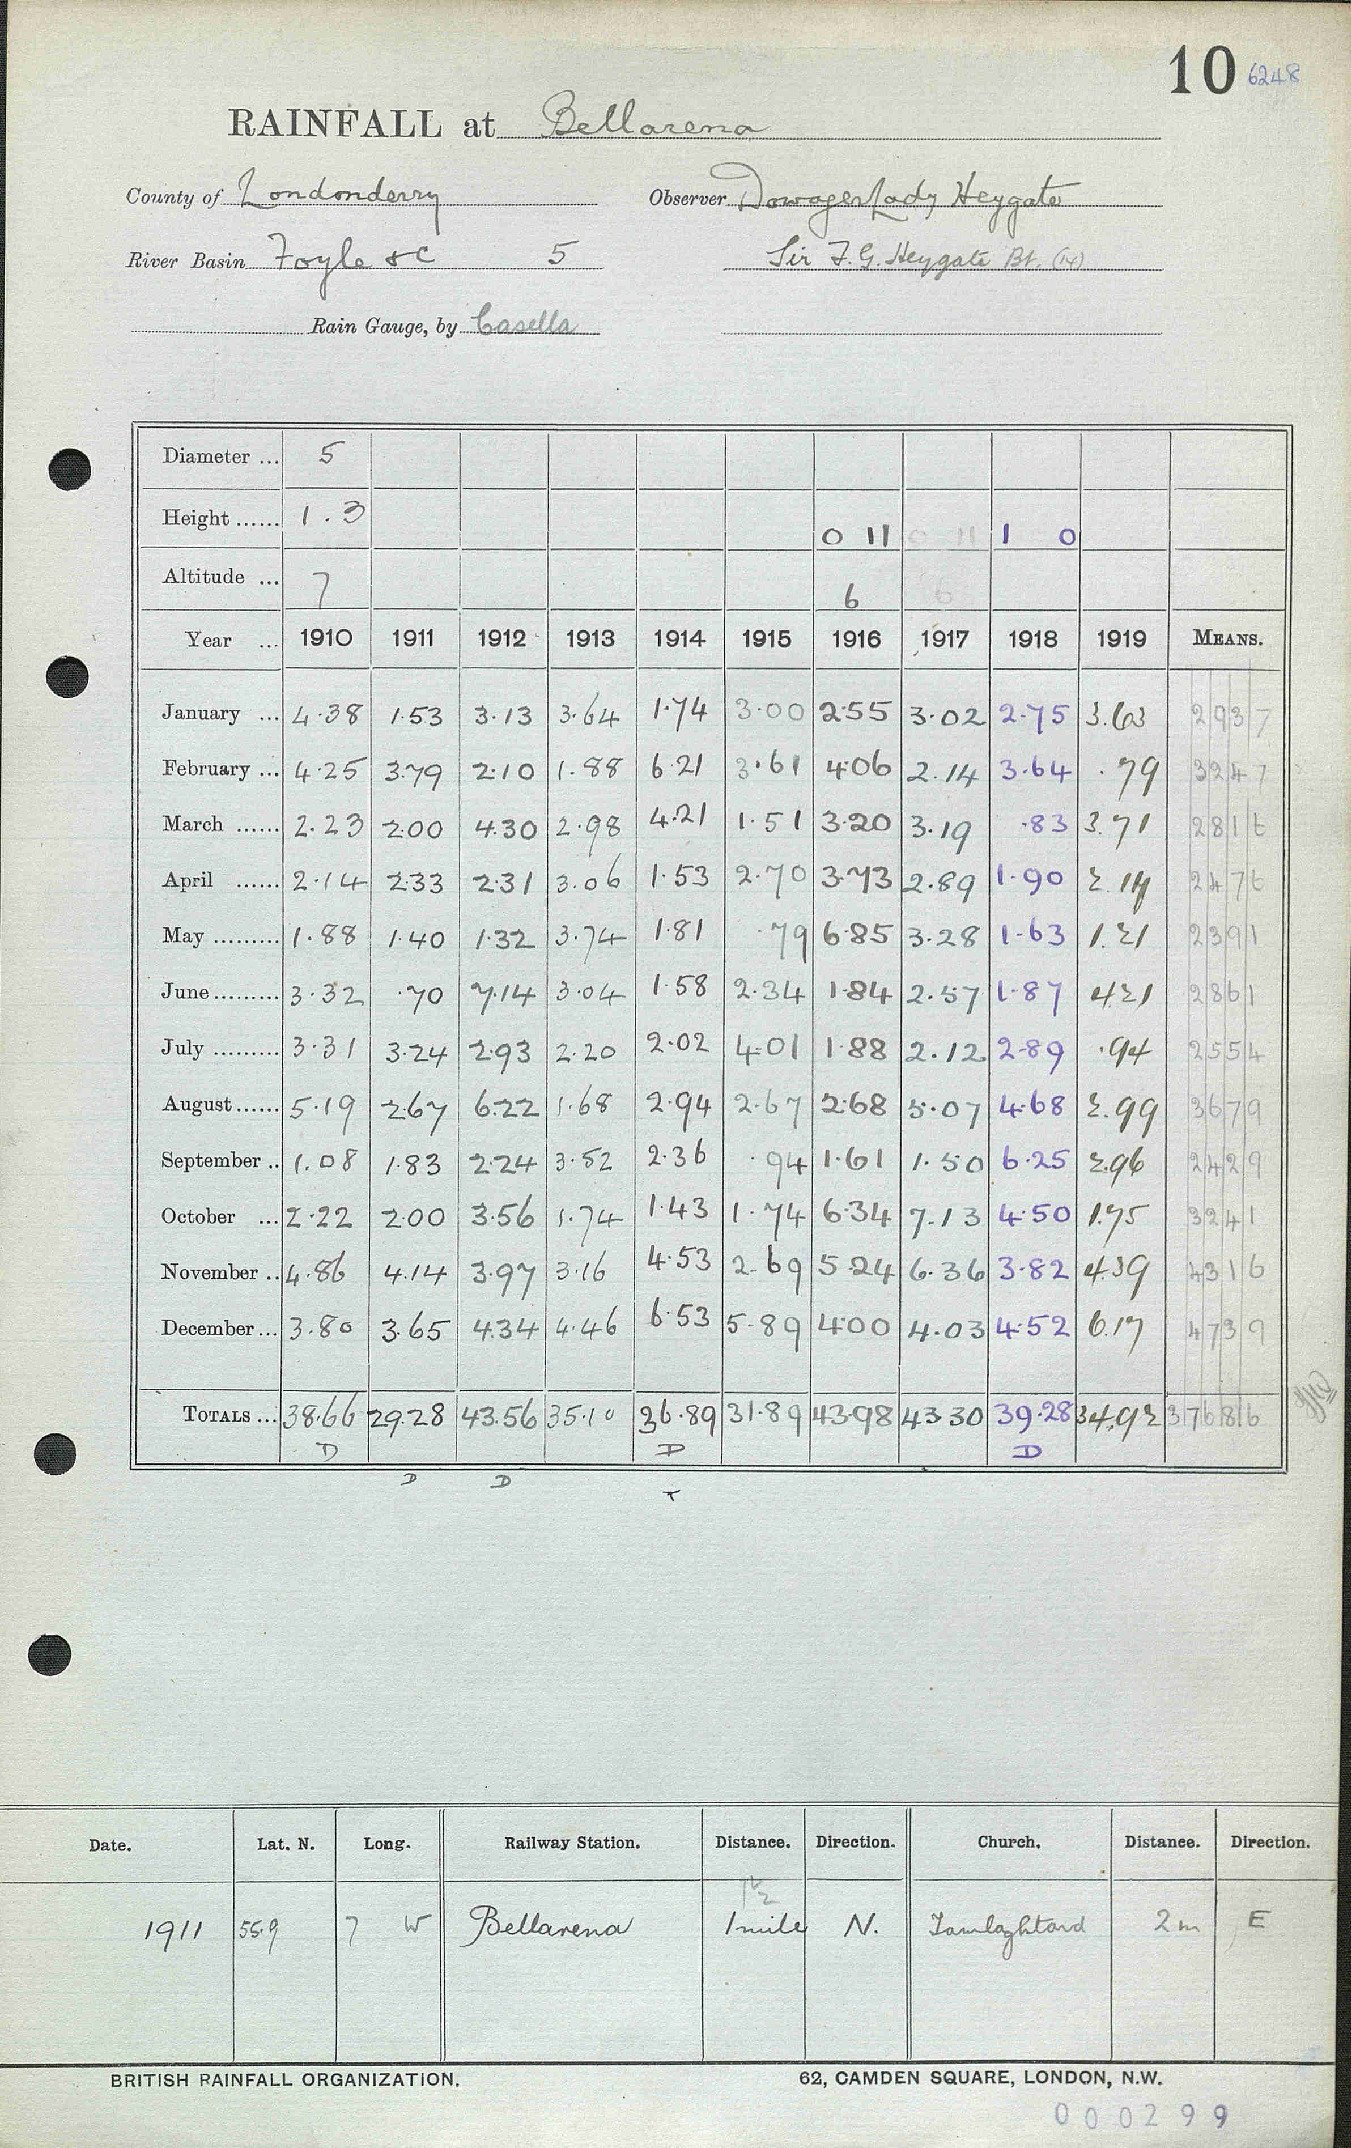 10 6248
RAINFALL at Bellarena
County of Londonderry Observer Dowager Lady Heygate
River Basin Foyle &c 5 Sir F. G. Heygate Bt. (14)
Rain Gauge, by Casella
Diameter ... 5
Height ...... 1.3 0 11 0 11 1 0
Altitude ... 7 6 6
Year ... 1910 1911 1912 1913 1914 1915 1916 1917 1918 1919 MEANS.
January ... 4.38 1.53 3.13 3.64 1.74 3.00 2.55 3.02 2.75 3.63 2937
February ... 4.25 3.79 2.10 1.88 6.21 3.61 4.06 2.14 3.64 .79 3247
March ...... 2.23 2.00 4.30 2.98 4.21 1.51 3.20 3.19 .83 3.71 2816
April ...... 2.14 2.33 2.31 3.06 1.53 2.70 3.73 2.89 1.90 2.17 2476
May ......... 1.88 1.40 1.32 3.74 1.81 .79 6.85 3.28 1.63 1.21 2391
June ......... 3.32 .70 7.14 3.04 1.58 2.34 1.84 2.57 1.87 4.21 2861
July ......... 3.31 3.24 2.93 2.20 2.02 4.01 1.88 2.12 2.89 .94 2554
August ...... 5.19 2.67 6.22 1.68 2.94 2.67 2.68 5.07 4.68 2.99 3679
September .. 1.08 1.83 2.24 3.52 2.36 .94 1.61 1.50 6.25 2.96 2429
October ... 2.22 2.00 3.56 1.74 1.43 1.74 6.34 7.13 4.50 1.75 3241
November .. 4.86 4.14 3.97 3.16 4.53 2.69 5.24 6.36 3.82 4.39 4316
December ... 3.80 3.65 4.34 4.46 6.53 5.89 4.00 4.03 4.52 6.17 4739
TOTALS ... 38.66 29.28 43.56 35.10 36.89 31.89 43.98 43.30 39.28 34.92 37686
D D D
D D
T
Date. Lat. N. Long. Railway Station. Distance. Direction. Church. Distance. Direction.
1½
1911 55.9 7 W Bellarena 1 mile N. Tamlaghtard 2 m E
BRITISH RAINFALL ORGANIZATION. 62, CAMDEN SQUARE, LONDON, N.W.
000299